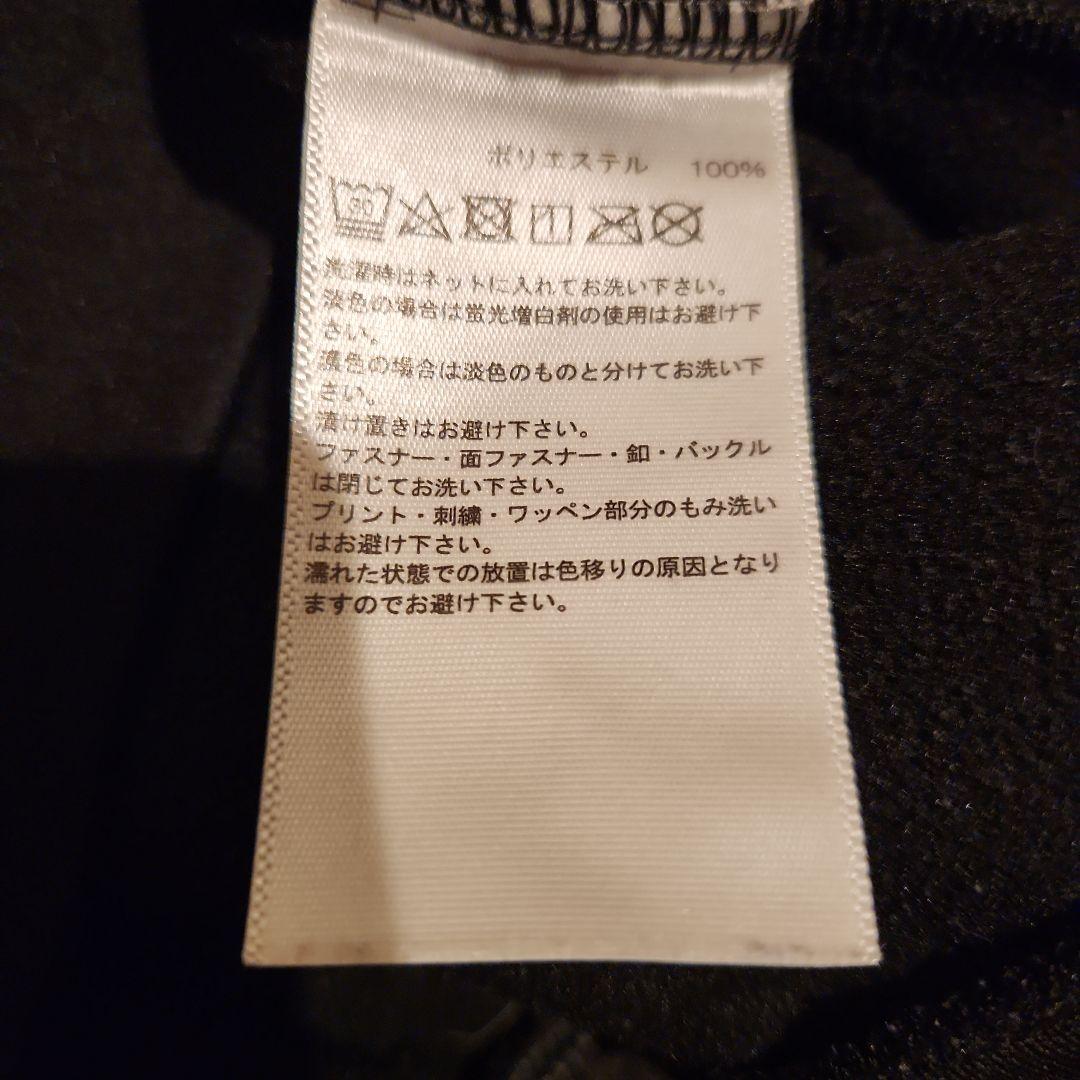 ポリエステル 100%
30
洗濯時はネットに入れてお洗い下さい。
淡色の場合は蛍光増白剤の使用はお避け下
さい。
濃色の場合は淡色のものと分けてお洗い下
さい。
漬け置きはお避け下さい。
ファスナー・面ファスナー・釦・バックル
は閉じてお洗い下さい。
プリント・刺繍・ワッペン部分のもみ洗い
はお避け下さい。
濡れた状態での放置は色移りの原因となり
ますのでお避け下さい。